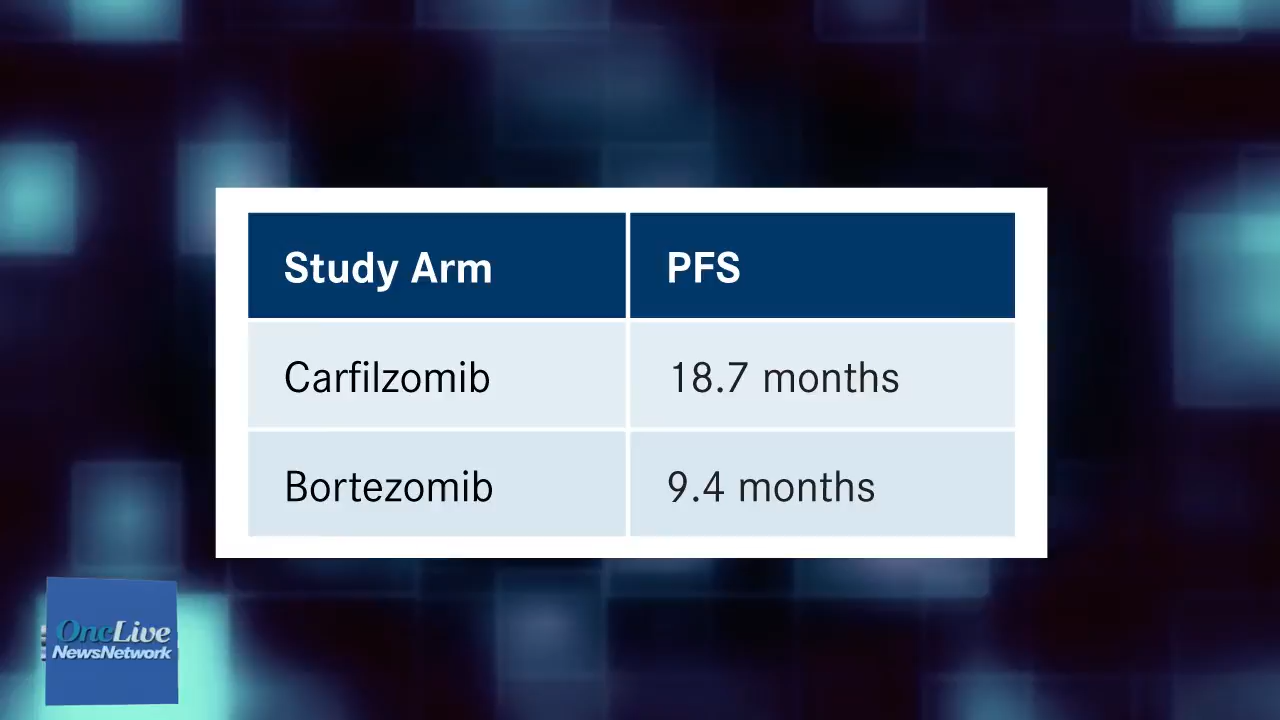 Study Arm PFS
Carfilzomib 18.7 months
Bortezomib 9.4 months
OncLive
NewsNetwork